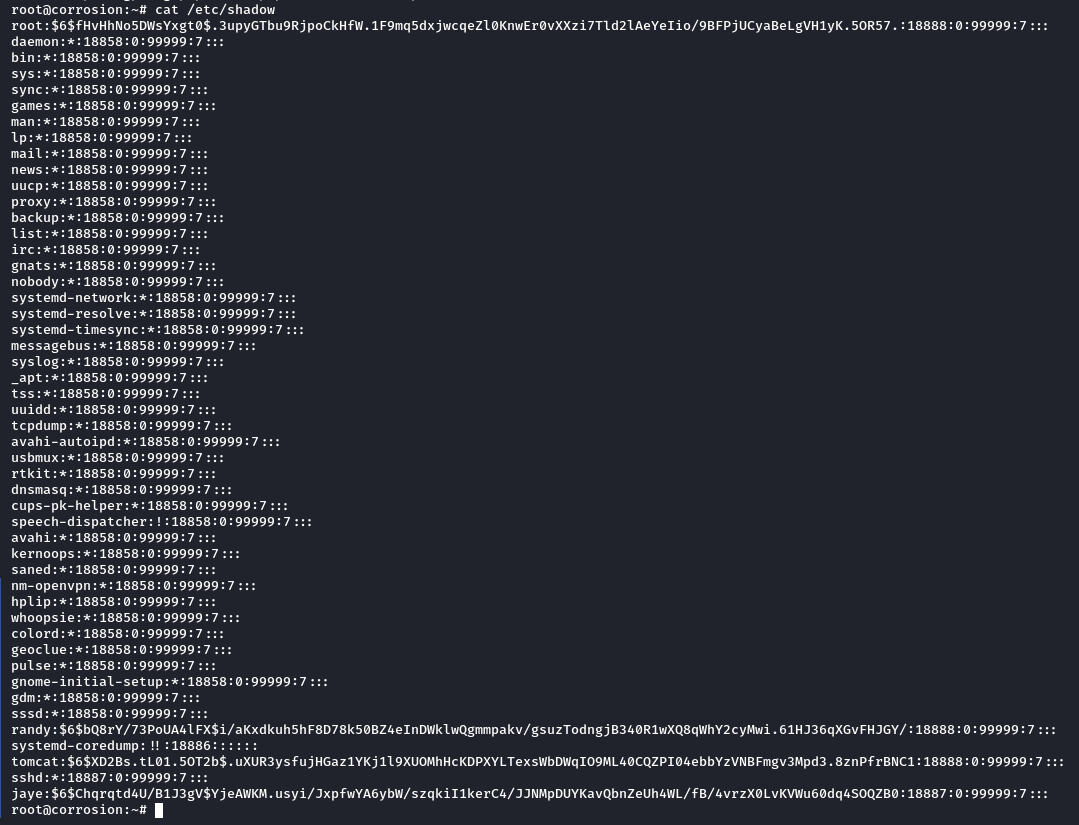 root@corrosion:~# cat /etc/shadow
root:$6$fHvHhNo5DWsYxgt0$.3upyGTbu9RjpoCkHfW.1F9mq5dxjwcqeZl0KnwEr0vXXzi7Tld2lAeYeIio/9BFPjUCyaBeLgVH1yK.5OR57.:18888:0:99999:7:::
daemon:*:18858:0:99999:7:::
bin:*:18858:0:99999:7:::
sys:*:18858:0:99999:7:::
sync:*:18858:0:99999:7:::
games:*:18858:0:99999:7:::
man:*:18858:0:99999:7:::
lp:*:18858:0:99999:7:::
mail:*:18858:0:99999:7:::
news:*:18858:0:99999:7:::
uucp:*:18858:0:99999:7:::
proxy:*:18858:0:99999:7:::
backup:*:18858:0:99999:7:::
list:*:18858:0:99999:7:::
irc:*:18858:0:99999:7:::
gnats:*:18858:0:99999:7:::
nobody:*:18858:0:99999:7:::
systemd-network:*:18858:0:99999:7:::
systemd-resolve:*:18858:0:99999:7:::
systemd-timesync:*:18858:0:99999:7:::
messagebus:*:18858:0:99999:7:::
syslog:*:18858:0:99999:7:::
_apt:*:18858:0:99999:7:::
tss:*:18858:0:99999:7:::
uuidd:*:18858:0:99999:7:::
tcpdump:*:18858:0:99999:7:::
avahi-autoipd:*:18858:0:99999:7:::
usbmux:*:18858:0:99999:7:::
rtkit:*:18858:0:99999:7:::
dnsmasq:*:18858:0:99999:7:::
cups-pk-helper:*:18858:0:99999:7:::
speech-dispatcher:!:18858:0:99999:7:::
avahi:*:18858:0:99999:7:::
kernoops:*:18858:0:99999:7:::
saned:*:18858:0:99999:7:::
nm-openvpn:*:18858:0:99999:7:::
hplip:*:18858:0:99999:7:::
whoopsie:*:18858:0:99999:7:::
colord:*:18858:0:99999:7:::
geoclue:*:18858:0:99999:7:::
pulse:*:18858:0:99999:7:::
gnome-initial-setup:*:18858:0:99999:7:::
gdm:*:18858:0:99999:7:::
sssd:*:18858:0:99999:7:::
randy:$6$bQ8rY/73PoUA4lFX$i/aKxdkuh5hF8D78k50BZ4eInDWklwQgmmpakv/gsuzTodngjB340R1wXQ8qWhY2cyMwi.61HJ36qXGvFHJGY/:18888:0:99999:7:::
systemd-coredump:!!:18886::::::
tomcat:$6$XD2Bs.tL01.5OT2b$.uXUR3ysfujHGaz1YKj1l9XUOMhHcKDPXYLTexsWbDWqIO9ML40CQZPI04ebbYzVNBFmgv3Mpd3.8znPfrBNC1:18888:0:99999:7:::
sshd:*:18887:0:99999:7:::
jaye:$6$Chqrqtd4U/B1J3gV$YjeAWKM.usyi/JxpfwYA6ybW/szqkiI1kerC4/JJNMpDUYKavQbnZeUh4WL/fB/4vrzX0LvKVWu60dq4SOQZB0:18887:0:99999:7:::
root@corrosion:~#